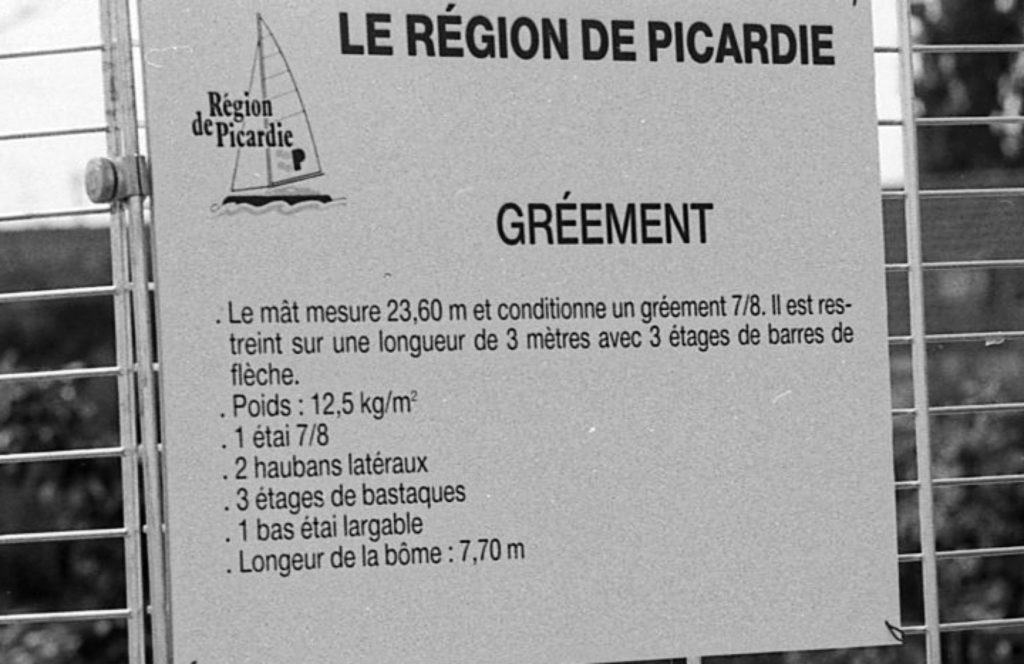 LE RÉGION DE PICARDIE
Région
de Picardie
P
GRÉEMENT
. Le mât mesure 23,60 m et conditionne un gréement 7/8. Il est res-
treint sur une longueur de 3 mètres avec 3 étages de barres de
flèche.
. Poids : 12,5 kg/m²
. 1 étai 7/8
. 2 haubans latéraux
. 3 étages de bastaques
. 1 bas étai largable
. Longeur de la bôme : 7,70 m